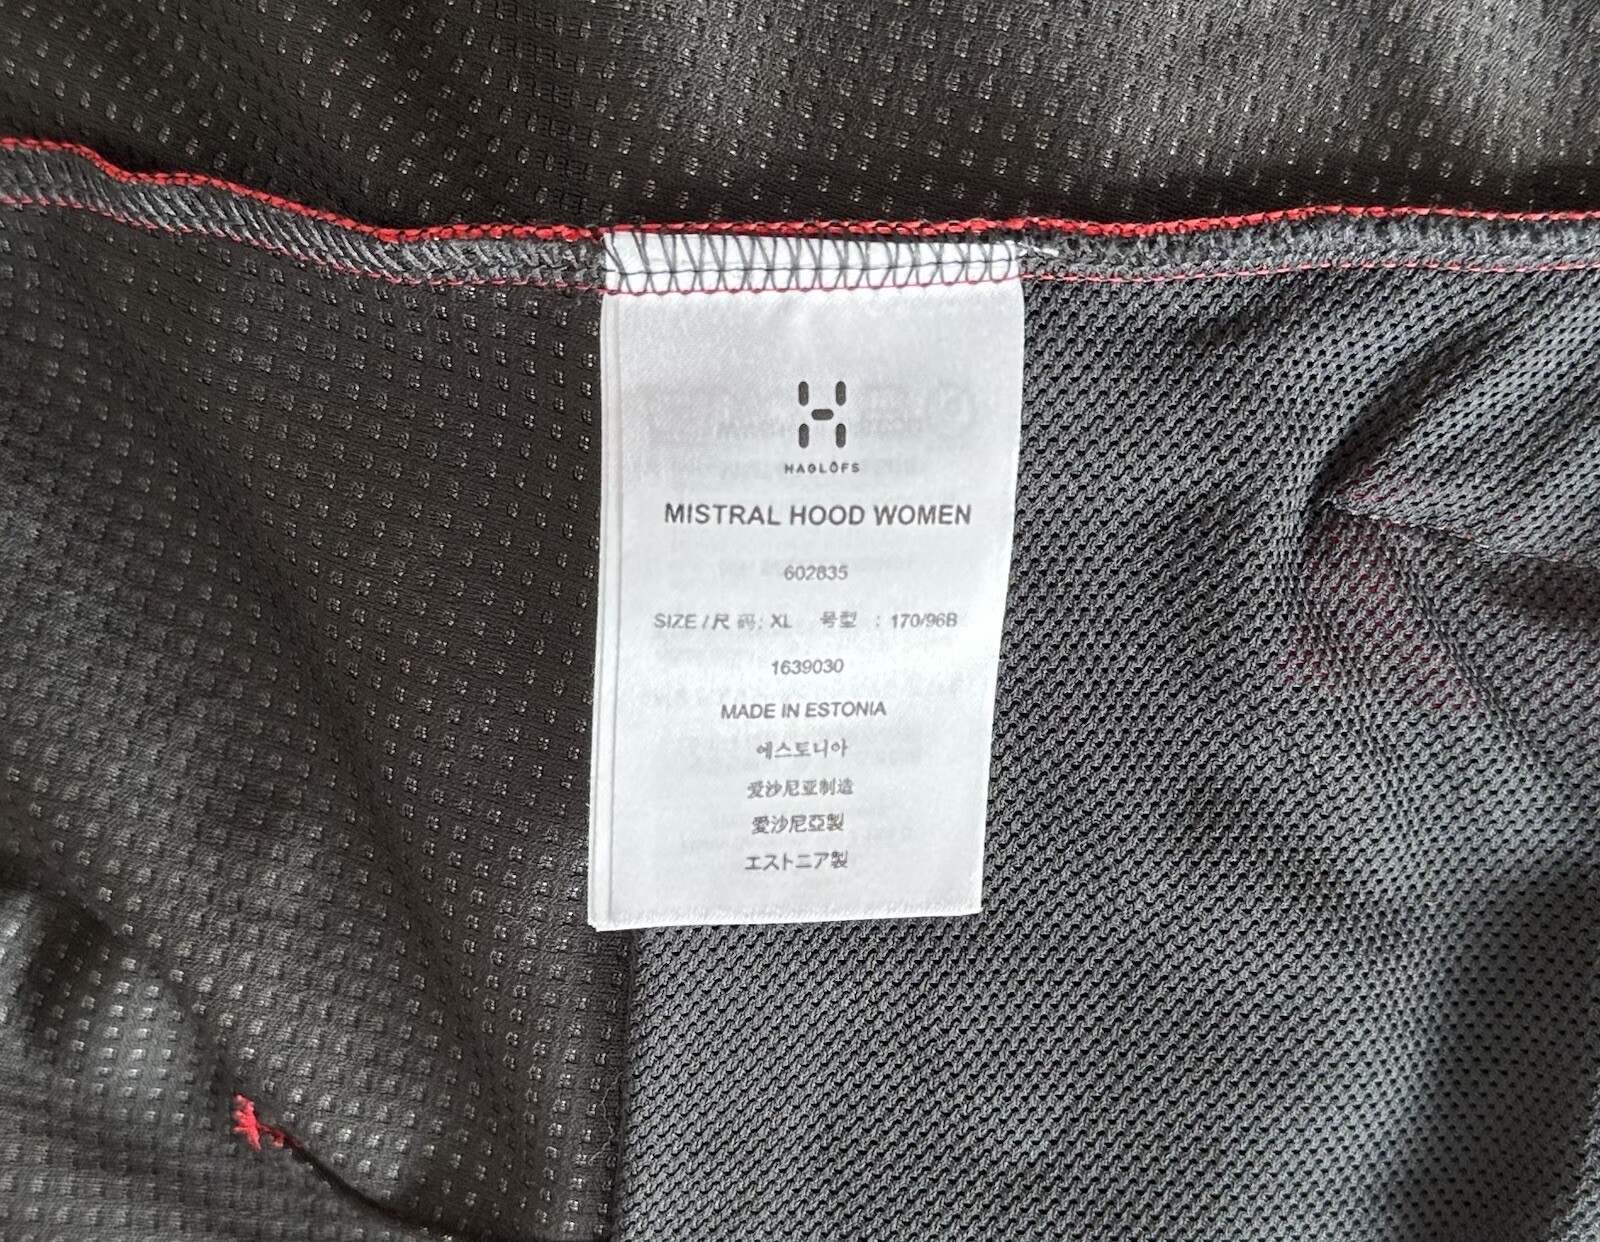 HAGLÖFS
MISTRAL HOOD WOMEN
602835
SIZE / 尺 码: XL 号型 : 170/96B
1639030
MADE IN ESTONIA
에스토니아
爱沙尼亚制造
愛沙尼亞製
エストニア製